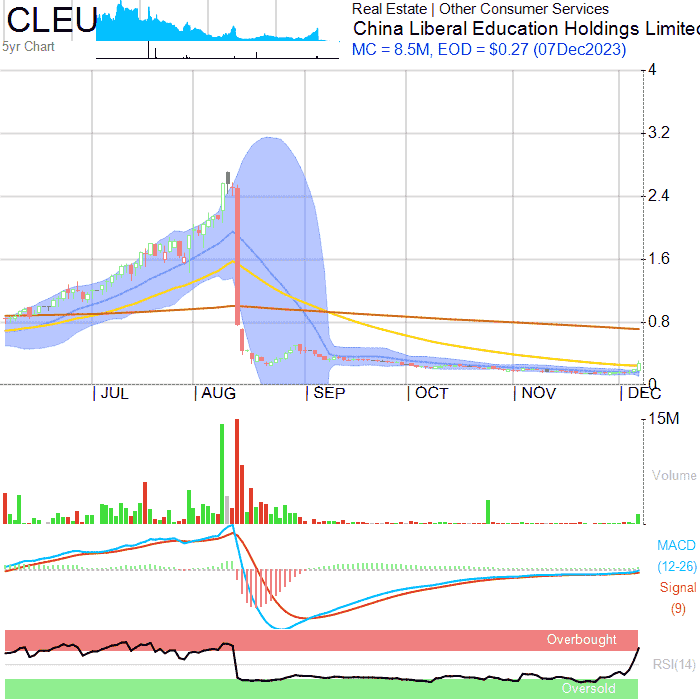 CLEU
5yr Chart
Real Estate | Other Consumer Services
China Liberal Education Holdings Limited
MC = 8.5M, EOD = $0.27 (07Dec2023)
4
3.2
2.4
1.6
0.8
0
JUL
AUG
SEP
OCT
NOV
DEC
15M
Volume
MACD
(12-26)
Signal
(9)
Overbought
RSI(14)
Oversold